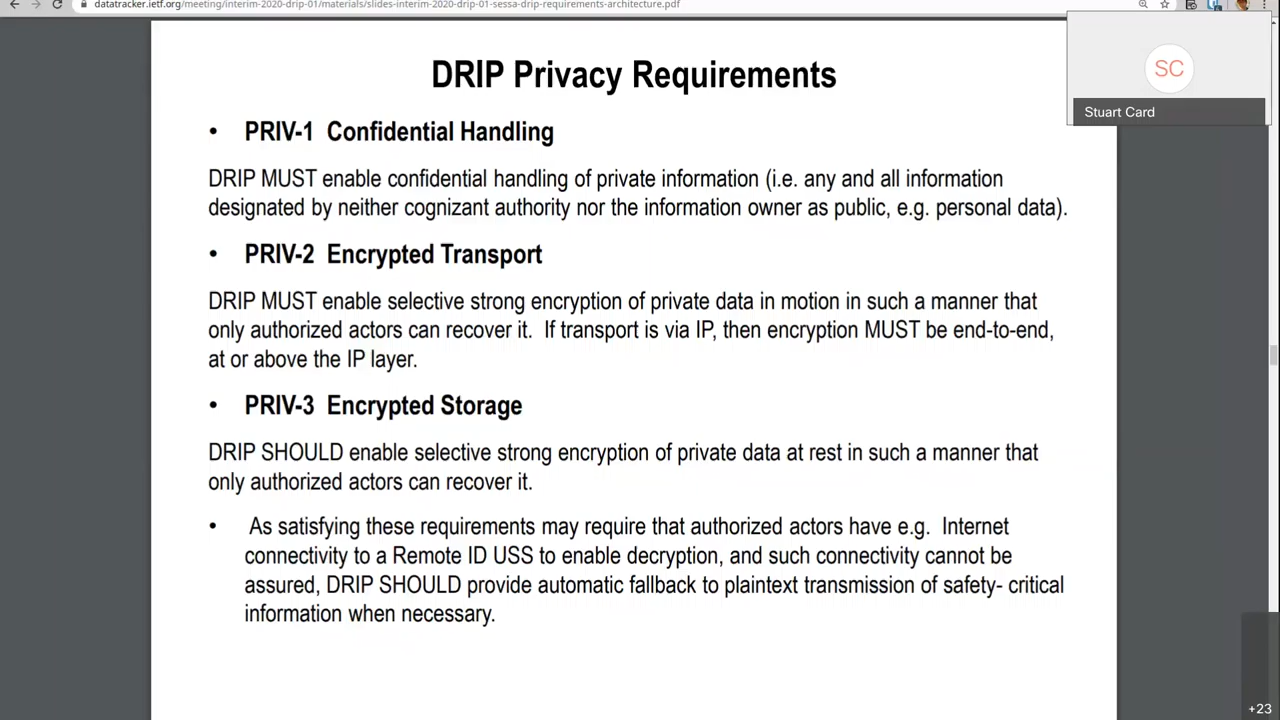 datatracker.ietf.org/meeting/interim-2020-drip-01/materials/slides-interim-2020-drip-01-sessa-drip-requirements-architecture.pdf
DRIP Privacy Requirements
SC
Stuart Card
• PRIV-1 Confidential Handling
DRIP MUST enable confidential handling of private information (i.e. any and all information
designated by neither cognizant authority nor the information owner as public, e.g. personal data).
• PRIV-2 Encrypted Transport
DRIP MUST enable selective strong encryption of private data in motion in such a manner that
only authorized actors can recover it. If transport is via IP, then encryption MUST be end-to-end,
at or above the IP layer.
• PRIV-3 Encrypted Storage
DRIP SHOULD enable selective strong encryption of private data at rest in such a manner that
only authorized actors can recover it.
• As satisfying these requirements may require that authorized actors have e.g. Internet
connectivity to a Remote ID USS to enable decryption, and such connectivity cannot be
assured, DRIP SHOULD provide automatic fallback to plaintext transmission of safety- critical
information when necessary.
+23